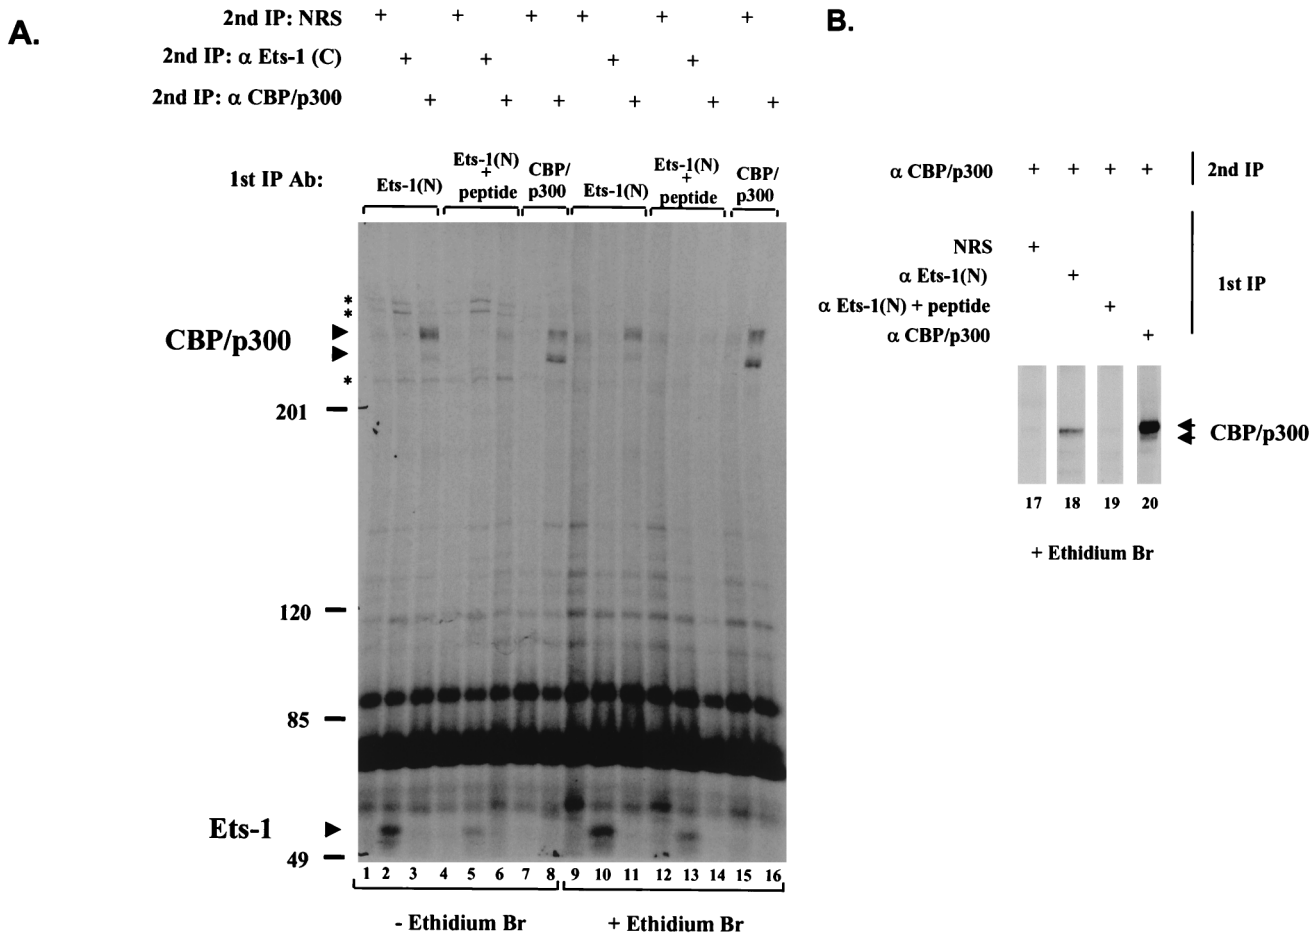 A.
2nd IP: NRS + + + + + +
2nd IP: α Ets-1 (C) + + + +
2nd IP: α CBP/p300 + + + + + +
1st IP Ab:
Ets-1(N)
Ets-1(N)
+
peptide
CBP/
p300
Ets-1(N)
Ets-1(N)
+
peptide
CBP/
p300
*
*
CBP/p300
*
201
120
85
Ets-1
49
1 2 3 4 5 6 7 8 9 10 11 12 13 14 15 16
- Ethidium Br + Ethidium Br
B.
α CBP/p300 + + + + 2nd IP
NRS +
α Ets-1(N) + 1st IP
α Ets-1(N) + peptide +
α CBP/p300 +
CBP/p300
17 18 19 20
+ Ethidium Br